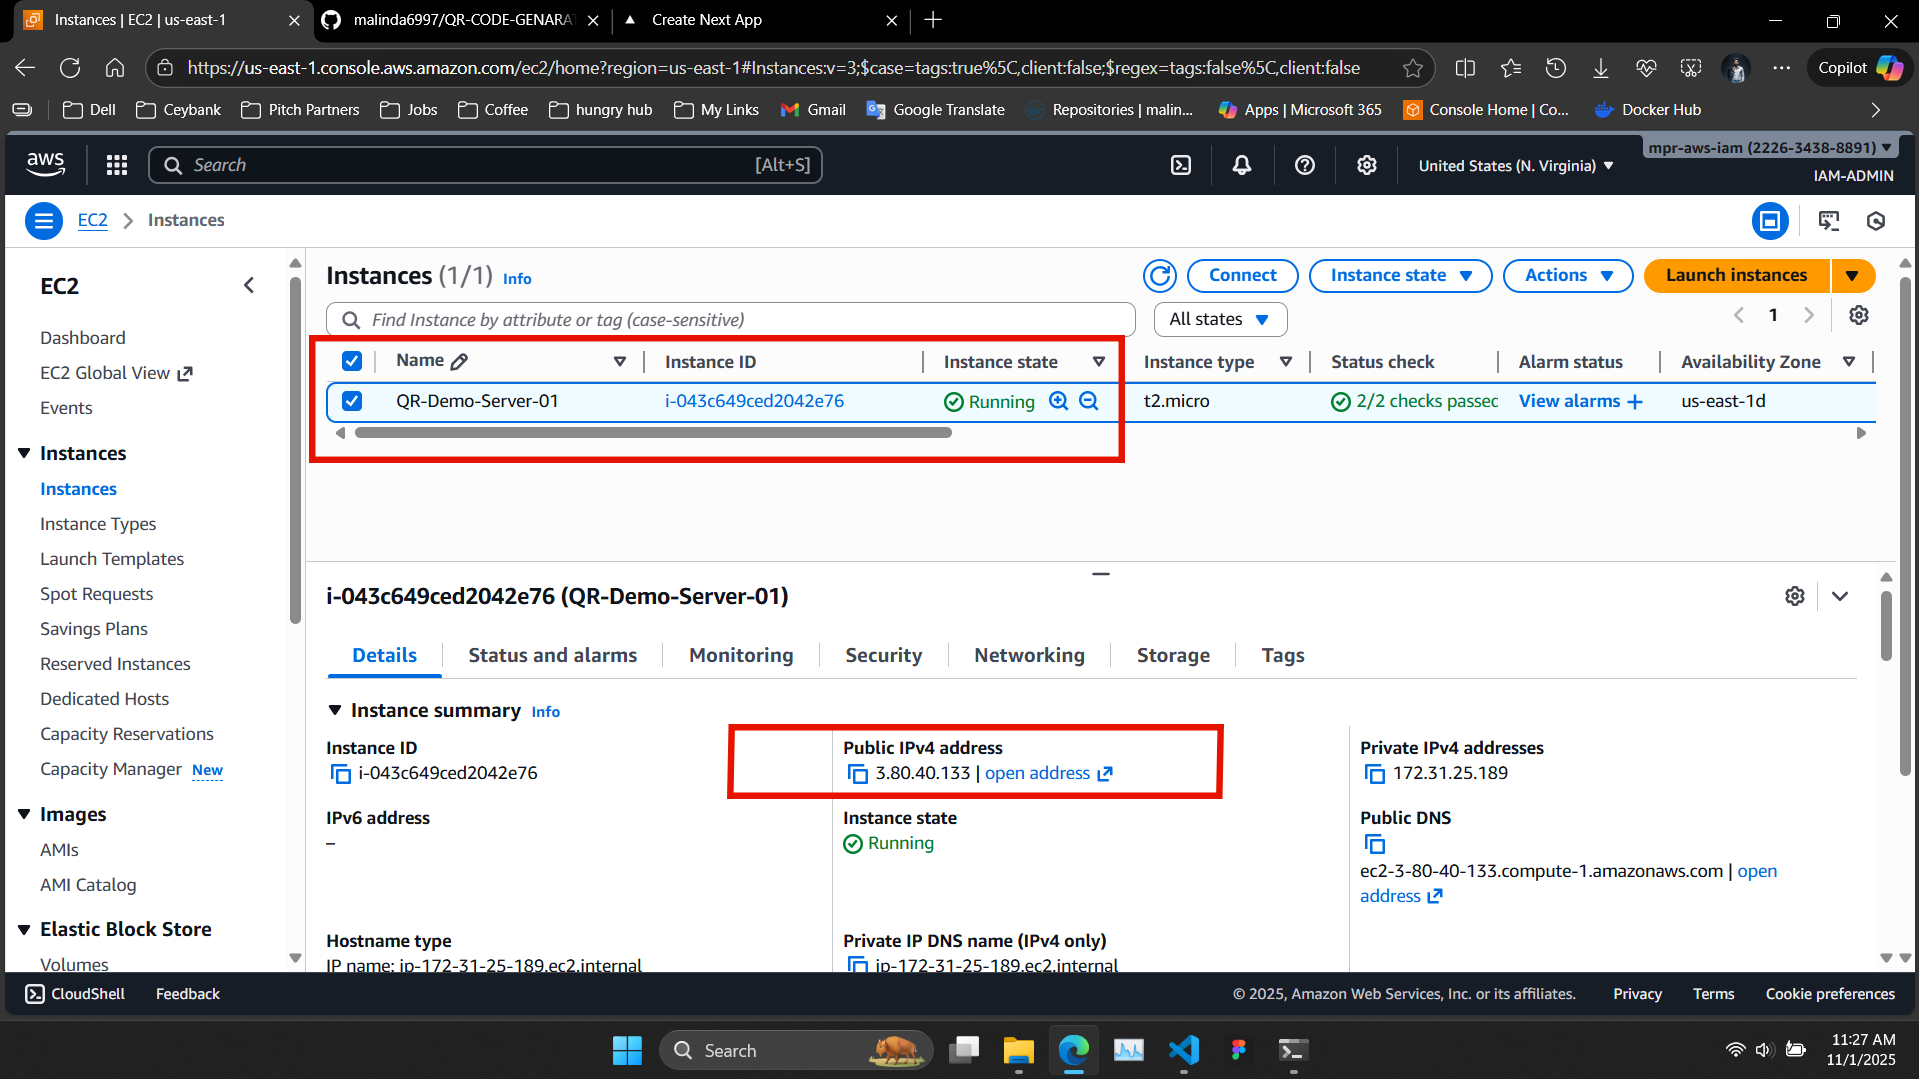 Instances | EC2 | us-east-1
malinda6997/QR-CODE-GENARAT
Create Next App
https://us-east-1.console.aws.amazon.com/ec2/home?region=us-east-1#Instances:v=3;$case=tags:true%5C,client:false;$regex=tags:false%5C,client:false
Copilot
Dell
Ceybank
Pitch Partners
Jobs
Coffee
hungry hub
My Links
Gmail
Google Translate
Repositories | malin...
Apps | Microsoft 365
Console Home | Co...
Docker Hub
aws
Search
[Alt+S]
United States (N. Virginia)
mpr-aws-iam (2226-3438-8891)
IAM-ADMIN
EC2
Instances
EC2
Dashboard
EC2 Global View
Events
Instances
Instances
Instance Types
Launch Templates
Spot Requests
Savings Plans
Reserved Instances
Dedicated Hosts
Capacity Reservations
Capacity Manager New
Images
AMIs
AMI Catalog
Elastic Block Store
Volumes
Instances (1/1) Info
Connect
Instance state
Actions
Launch instances
Find Instance by attribute or tag (case-sensitive)
All states
1
Name
Instance ID
Instance state
Instance type
Status check
Alarm status
Availability Zone
QR-Demo-Server-01
i-043c649ced2042e76
Running
t2.micro
2/2 checks passec
View alarms
us-east-1d
i-043c649ced2042e76 (QR-Demo-Server-01)
Details
Status and alarms
Monitoring
Security
Networking
Storage
Tags
Instance summary Info
Instance ID
i-043c649ced2042e76
Public IPv4 address
3.80.40.133 | open address
Private IPv4 addresses
172.31.25.189
IPv6 address
–
Instance state
Running
Public DNS
ec2-3-80-40-133.compute-1.amazonaws.com | open
address
Hostname type
IP name: ip-172-31-25-189.ec2.internal
Private IP DNS name (IPv4 only)
ip-172-31-25-189.ec2.internal
CloudShell
Feedback
© 2025, Amazon Web Services, Inc. or its affiliates.
Privacy
Terms
Cookie preferences
Search
11:27 AM
11/1/2025